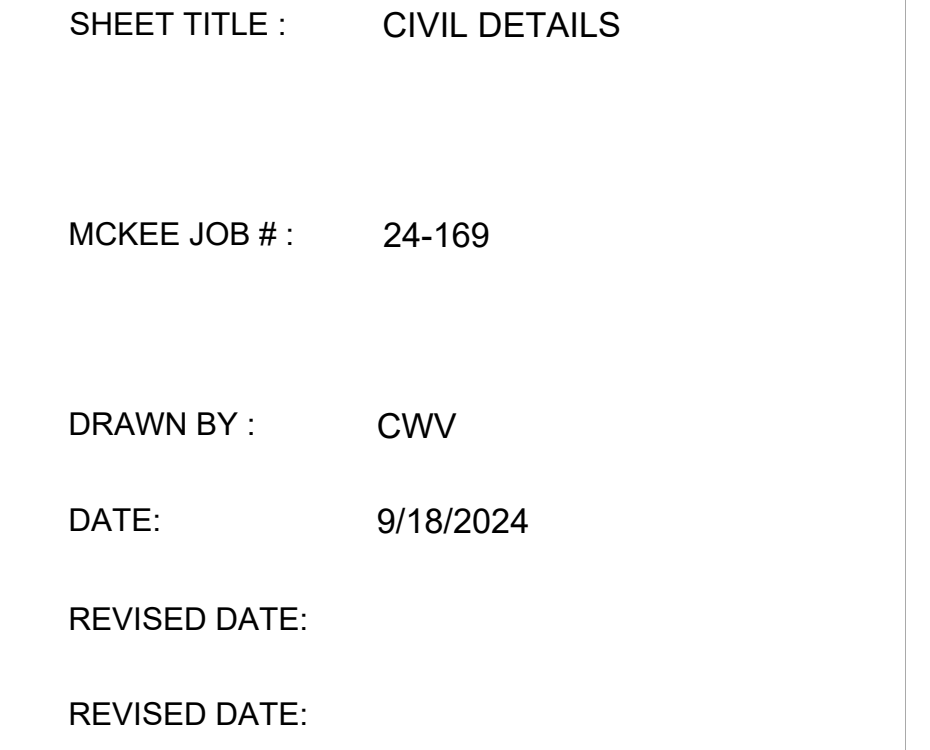 SHEET TITLE : CIVIL DETAILS
MCKEE JOB # : 24-169
DRAWN BY : CWV
DATE: 9/18/2024
REVISED DATE:
REVISED DATE: